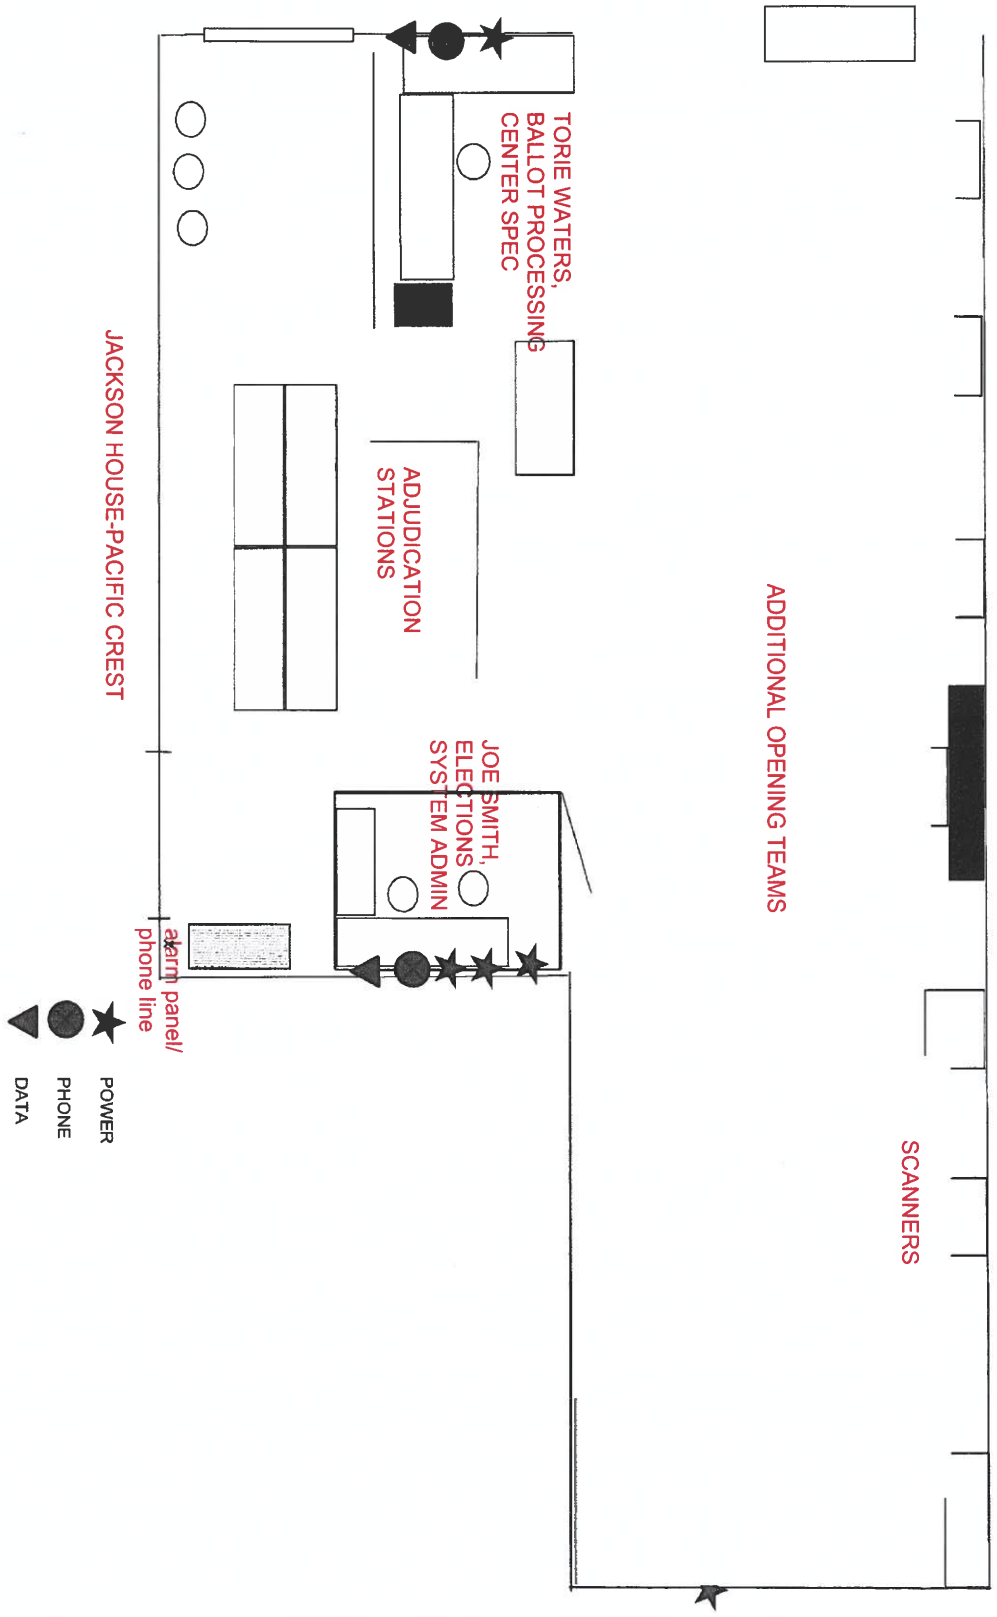 TORIE WATERS,
BALLOT PROCESSING
CENTER SPEC
ADDITIONAL OPENING TEAMS
JACKSON HOUSE-PACIFIC CREST
ADJUDICATION
STATIONS
JOE SMITH,
ELECTIONS
SYSTEM ADMIN
SCANNERS
alarm panel/
phone line
POWER
PHONE
DATA